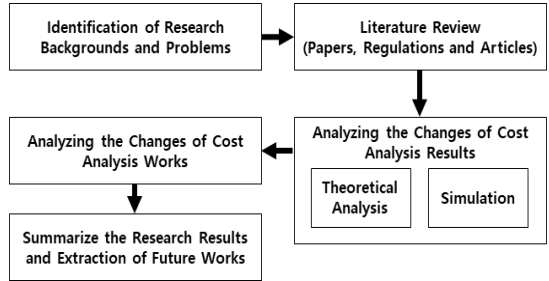 Identification of Research
Backgrounds and Problems
Literature Review
(Papers, Regulations and Articles)
Analyzing the Changes of Cost
Analysis Results
Theoretical
Analysis
Simulation
Analyzing the Changes of Cost
Analysis Works
Summarize the Research Results
and Extraction of Future Works